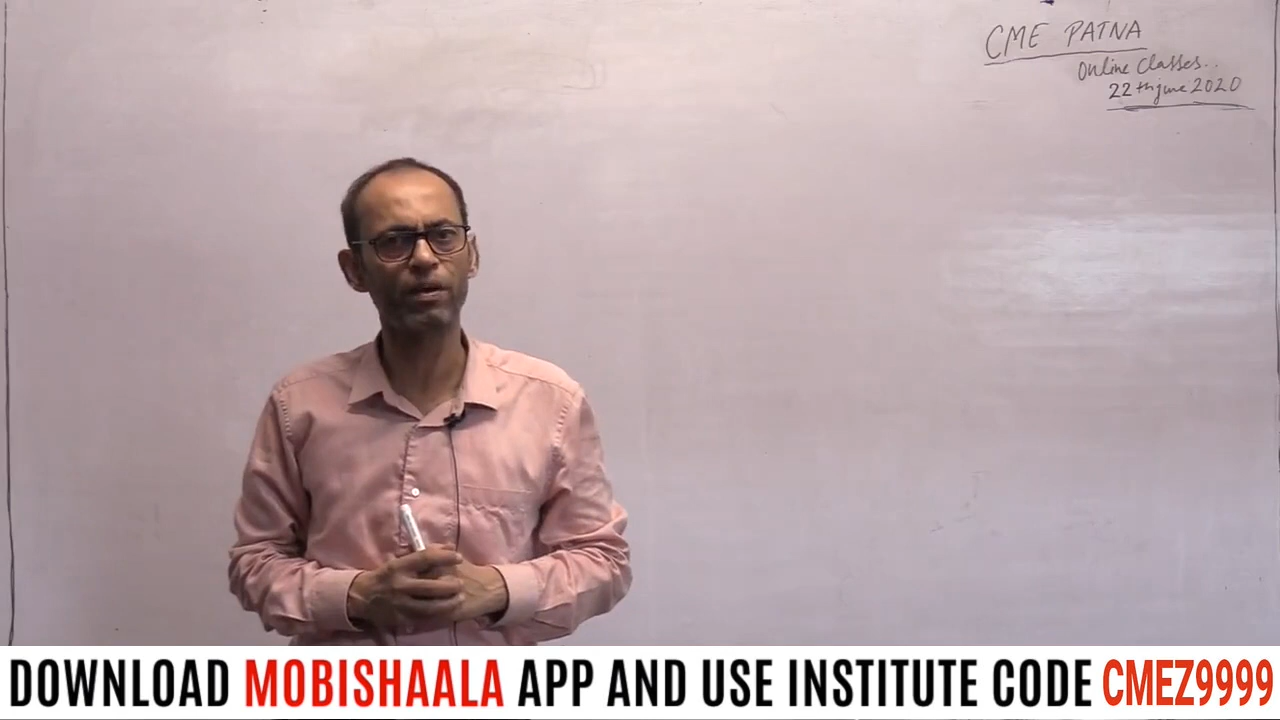 CME PATNA
Online Classes..
22th june 2020
DOWNLOAD MOBISHAALA APP AND USE INSTITUTE CODE CMEZ9999